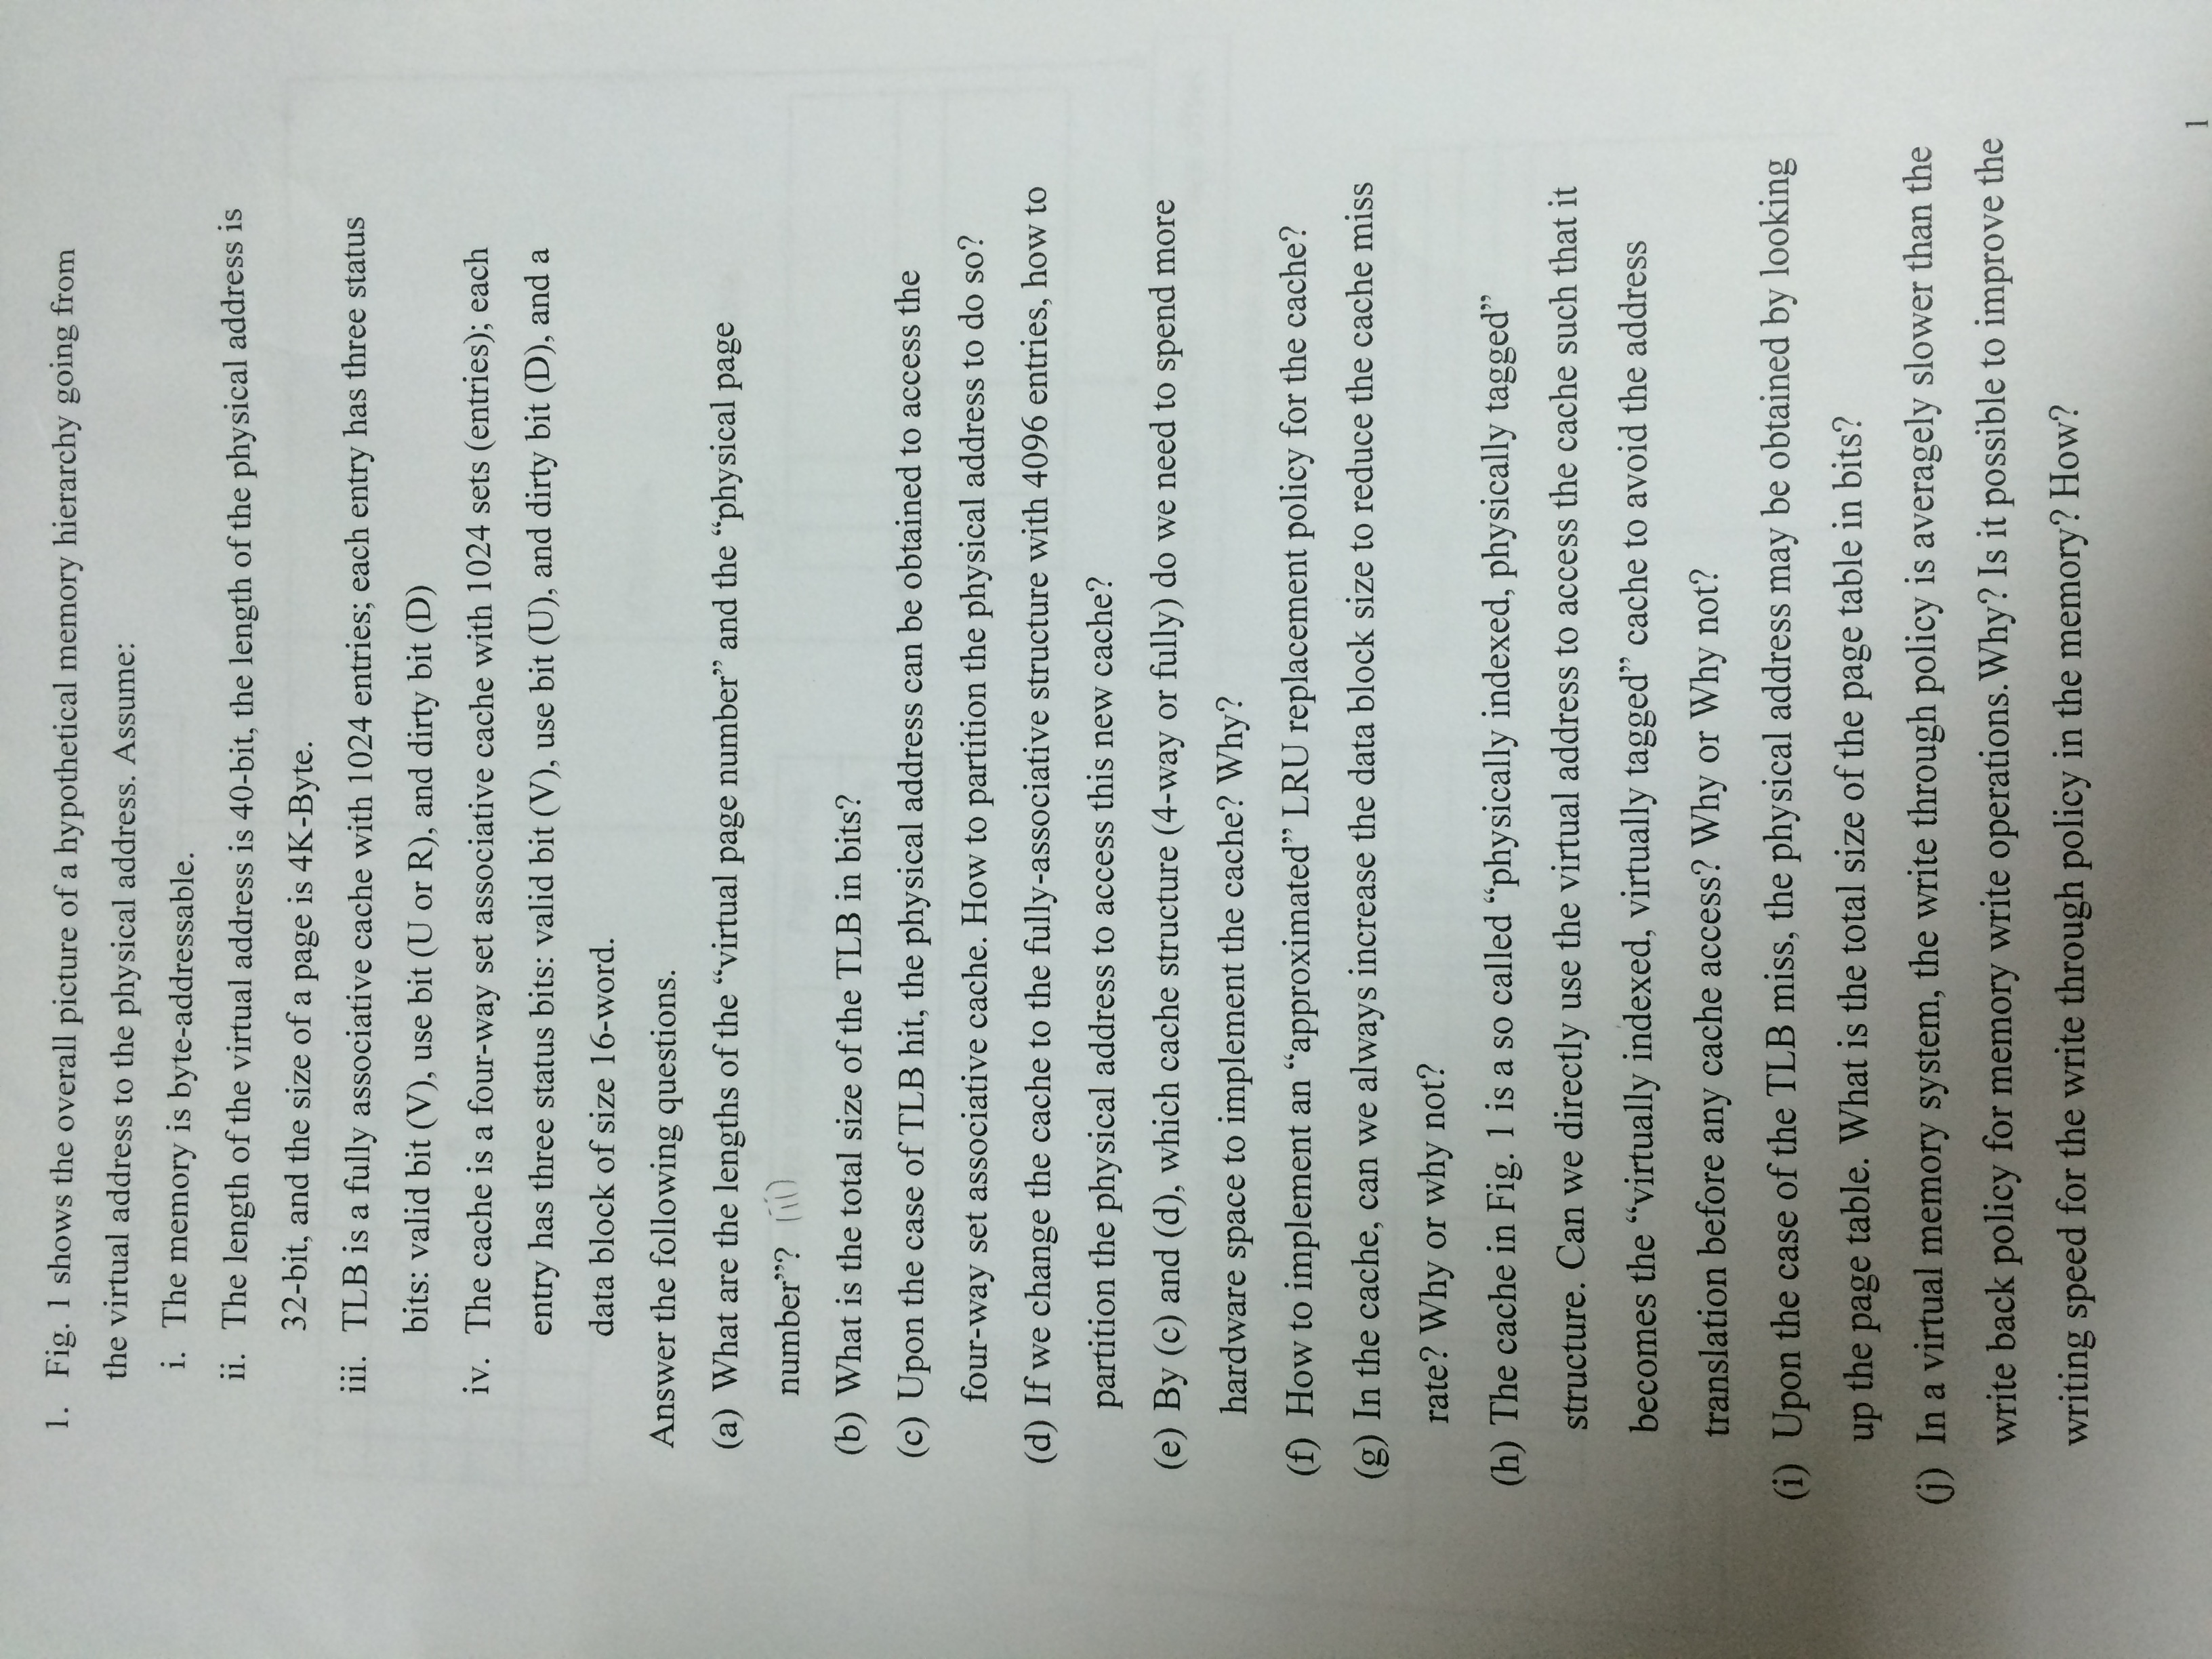 1. Fig. 1 shows the overall picture of a hypothetical memory hierarchy going from
the virtual address to the physical address. Assume:
i. The memory is byte-addressable.
ii. The length of the virtual address is 40-bit, the length of the physical address is
32-bit, and the size of a page is 4K-Byte.
iii. TLB is a fully associative cache with 1024 entries; each entry has three status
bits: valid bit (V), use bit (U or R), and dirty bit (D)
iv. The cache is a four-way set associative cache with 1024 sets (entries); each
entry has three status bits: valid bit (V), use bit (U), and dirty bit (D), and a
data block of size 16-word.
Answer the following questions.
(a) What are the lengths of the “virtual page number” and the “physical page
number”? (ii)
(b) What is the total size of the TLB in bits?
(c) Upon the case of TLB hit, the physical address can be obtained to access the
four-way set associative cache. How to partition the physical address to do so?
(d) If we change the cache to the fully-associative structure with 4096 entries, how to
partition the physical address to access this new cache?
(e) By (c) and (d), which cache structure (4-way or fully) do we need to spend more
hardware space to implement the cache? Why?
(f) How to implement an “approximated” LRU replacement policy for the cache?
(g) In the cache, can we always increase the data block size to reduce the cache miss
rate? Why or why not?
(h) The cache in Fig. 1 is a so called “physically indexed, physically tagged”
structure. Can we directly use the virtual address to access the cache such that it
becomes the “virtually indexed, virtually tagged” cache to avoid the address
translation before any cache access? Why or Why not?
(i) Upon the case of the TLB miss, the physical address may be obtained by looking
up the page table. What is the total size of the page table in bits?
(j) In a virtual memory system, the write through policy is averagely slower than the
write back policy for memory write operations. Why? Is it possible to improve the
writing speed for the write through policy in the memory? How?
1